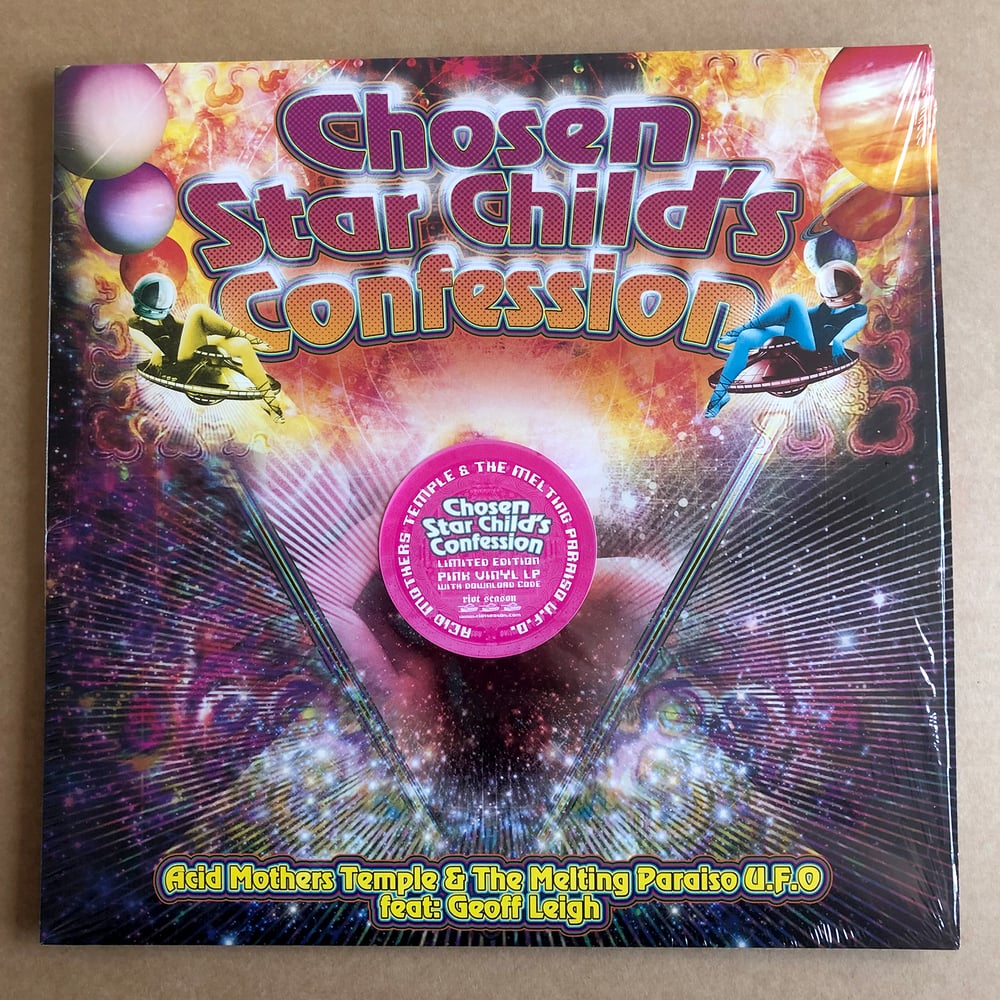 Chosen
Star Child's
Confession
ACID MOTHERS TEMPLE & THE MELTING PARAISO U.F.O.
Chosen
Star Child's
Confession
LIMITED EDITION
PINK VINYL LP
WITH DOWNLOAD CODE
riot season
Acid Mothers Temple & The Melting Paraiso U.F.O
feat: Geoff Leigh